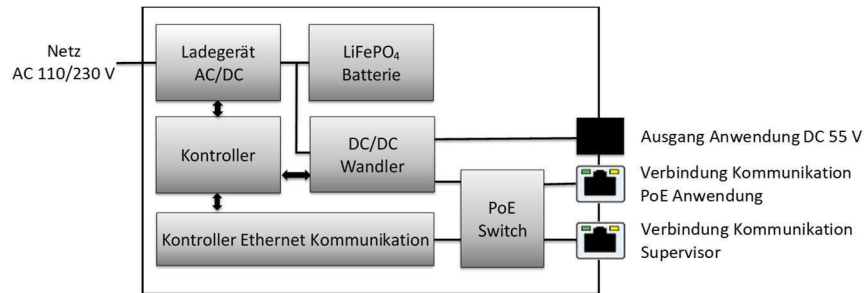 Netz
AC 110/230 V
Ladegerät
AC/DC
LiFePO₄
Batterie
Kontroller
DC/DC
Wandler
Kontroller Ethernet Kommunikation
PoE
Switch
Ausgang Anwendung DC 55 V
Verbindung Kommunikation
PoE Anwendung
Verbindung Kommunikation
Supervisor